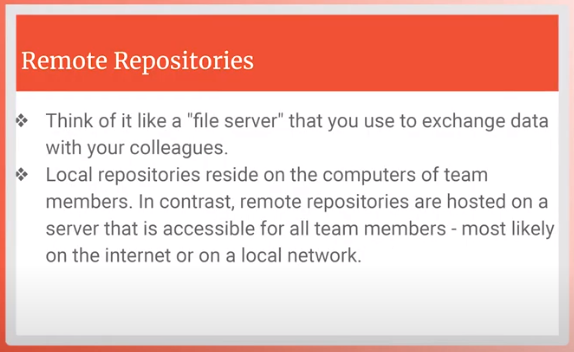 Remote Repositories
❖ Think of it like a "file server" that you use to exchange data
with your colleagues.
❖ Local repositories reside on the computers of team
members. In contrast, remote repositories are hosted on a
server that is accessible for all team members - most likely
on the internet or on a local network.